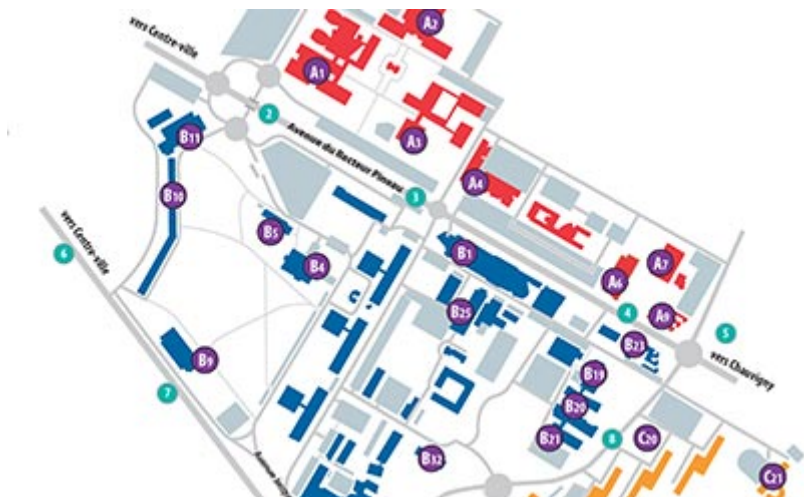 vers Centre-ville
A2
A1
2
B11
Avenue du Recteur Pineau
A3
A4
B10
3
vers Centre-ville
6
B5
B4
B1
A7
A6
B25
4
A9
5
B23
vers Chauvigny
B9
B19
7
B20
B21
8
C20
B32
C21
Avenue